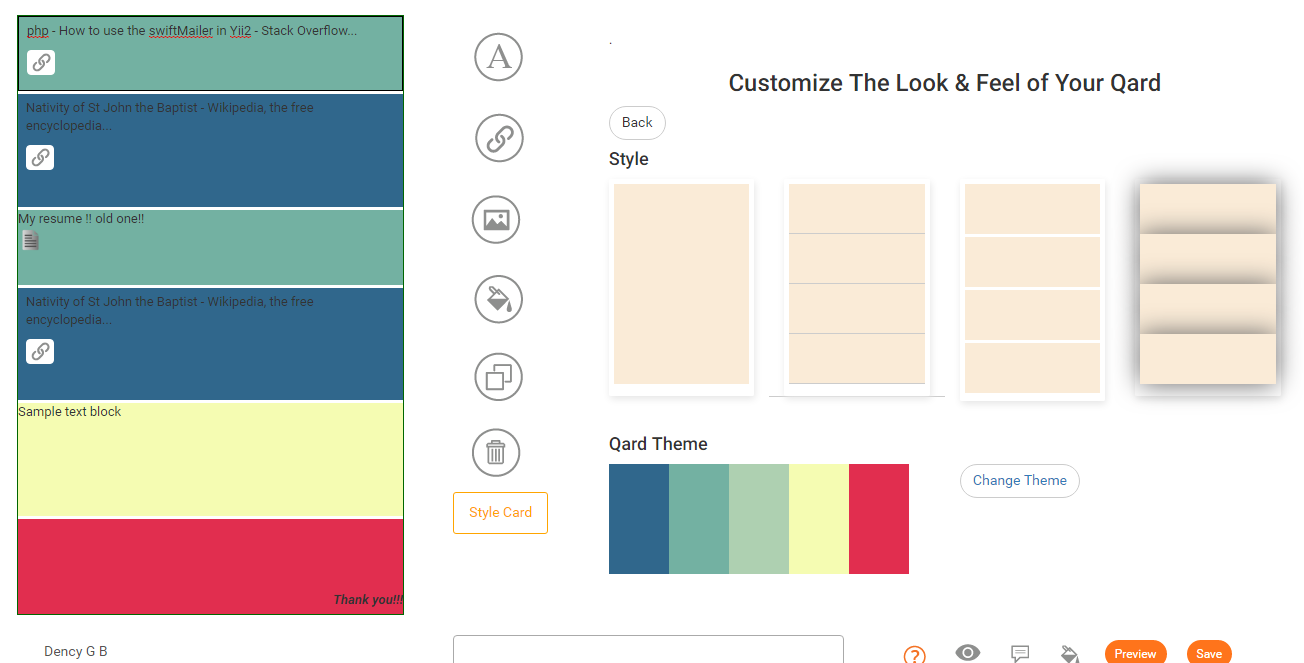 php - How to use the swiftMailer in Yii2 - Stack Overflow...
Nativity of St John the Baptist - Wikipedia, the free
encyclopedia...
My resume !! old one!!
Nativity of St John the Baptist - Wikipedia, the free
encyclopedia...
Sample text block
Thank you!!!
Dency G B
A
Style Card
.
Customize The Look & Feel of Your Qard
Back
Style
Qard Theme
Change Theme
?
Preview
Save